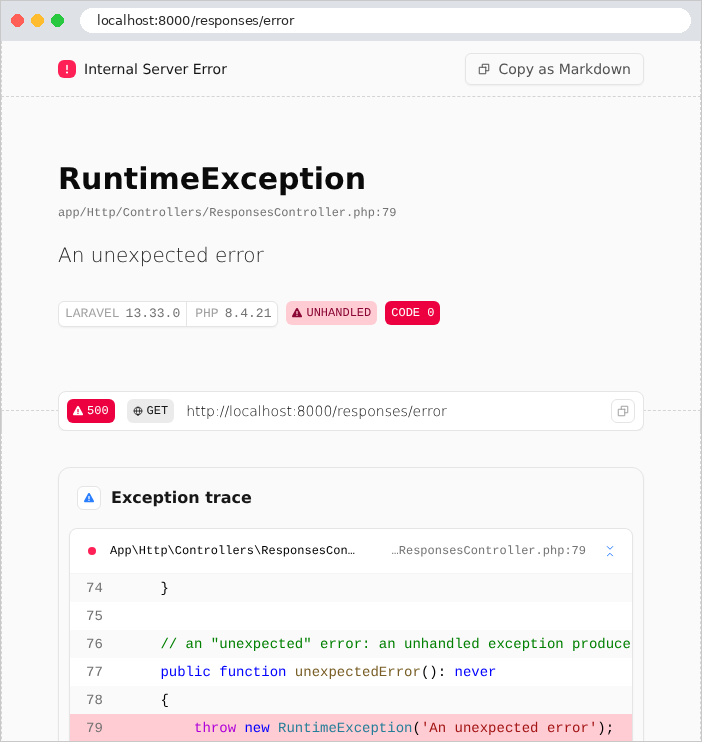 localhost:8000/responses/error
! Internal Server Error
Copy as Markdown
RuntimeException
app/Http/Controllers/ResponsesController.php:79
An unexpected error
LARAVEL 13.33.0 PHP 8.4.21 UNHANDLED CODE 0
500 GET http://localhost:8000/responses/error
Exception trace
App\Http\Controllers\ResponsesCon… …ResponsesController.php:79
74 }
75
76 // an "unexpected" error: an unhandled exception produce
77 public function unexpectedError(): never
78 {
79 throw new RuntimeException('An unexpected error');